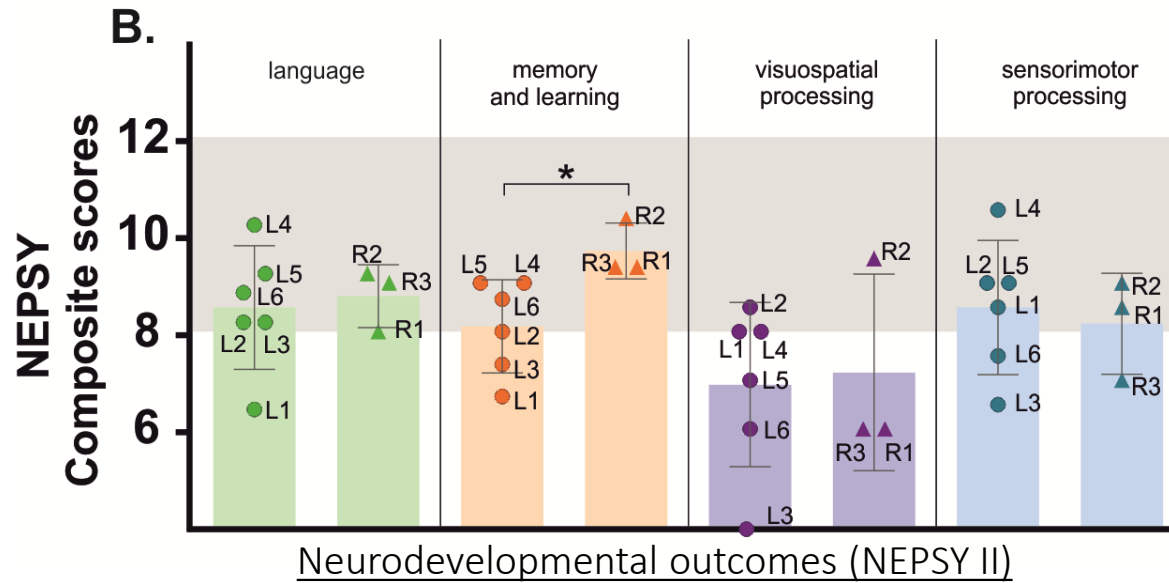 B.
language
memory
and learning
visuospatial
processing
sensorimotor
processing
NEPSY
Composite scores
12
10
8
6
*
L4
L5
L6
L2 L3
L1
R2
R3
R1
L5 L4
L6
L2
L3
L1
R2
R3 R1
L2
L1 L4
L5
L6
L3
R2
R3 R1
L4
L2 L5
L1
L6
L3
R2
R1
R3
Neurodevelopmental outcomes (NEPSY II)